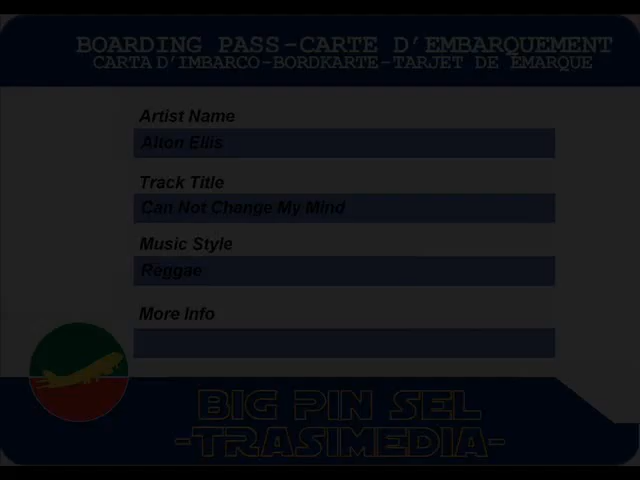 BOARDING PASS-CARTE D'EMBARQUEMENT
CARTA D'IMBARCO-BORDKARTE-TARJET DE EMARQUE
Artist Name
Alton Ellis
Track Title
Can Not Change My Mind
Music Style
Reggae
More Info
BIG PIN SEL
-TRASIMEDIA-